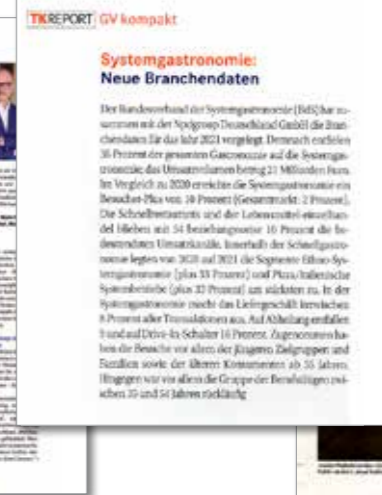 TKREPORT GV kompakt
Systemgastronomie:
Neue Branchendaten
Der Bundesverband der Systemgastronomie (BdS) hat zu-
sammen mit der Npdgroup Deutschland GmbH die Bran-
chendaten für das Jahr 2021 vorgelegt. Demnach entfielen
36 Prozent der gesamten Gastronomie auf die Systemgas-
tronomie; das Umsatzvolumen betrug 21 Milliarden Euro.
Im Vergleich zu 2020 erreichte die Systemgastronomie ein
Besucher-Plus von 10 Prozent (Gesamtmarkt: 2 Prozent).
Die Schnellrestaurants und der Lebensmitteleinzelhan-
del blieben mit 54 beziehungsweise 16 Prozent die be-
deutendsten Umsatzkanäle. Innerhalb der Schnellgastro-
nomie legten von 2020 auf 2021 die Segmente Ethno-Sys-
temgastronomie (plus 33 Prozent) und Pizza/Italienische
Systembetriebe (plus 32 Prozent) am stärksten zu. In der
Systemgastronomie macht das Liefergeschäft inzwischen
8 Prozent aller Transaktionen aus. Auf Abholung entfallen
9 und auf Drive-In-Schalter 16 Prozent. Zugenommen ha-
ben die Besuche vor allem der jüngeren Zielgruppen und
Familien sowie der älteren Konsumenten ab 55 Jahren.
Hingegen war vor allem die Gruppe der Berufstätigen zwi-
schen 35 und 54 Jahren rückläufig